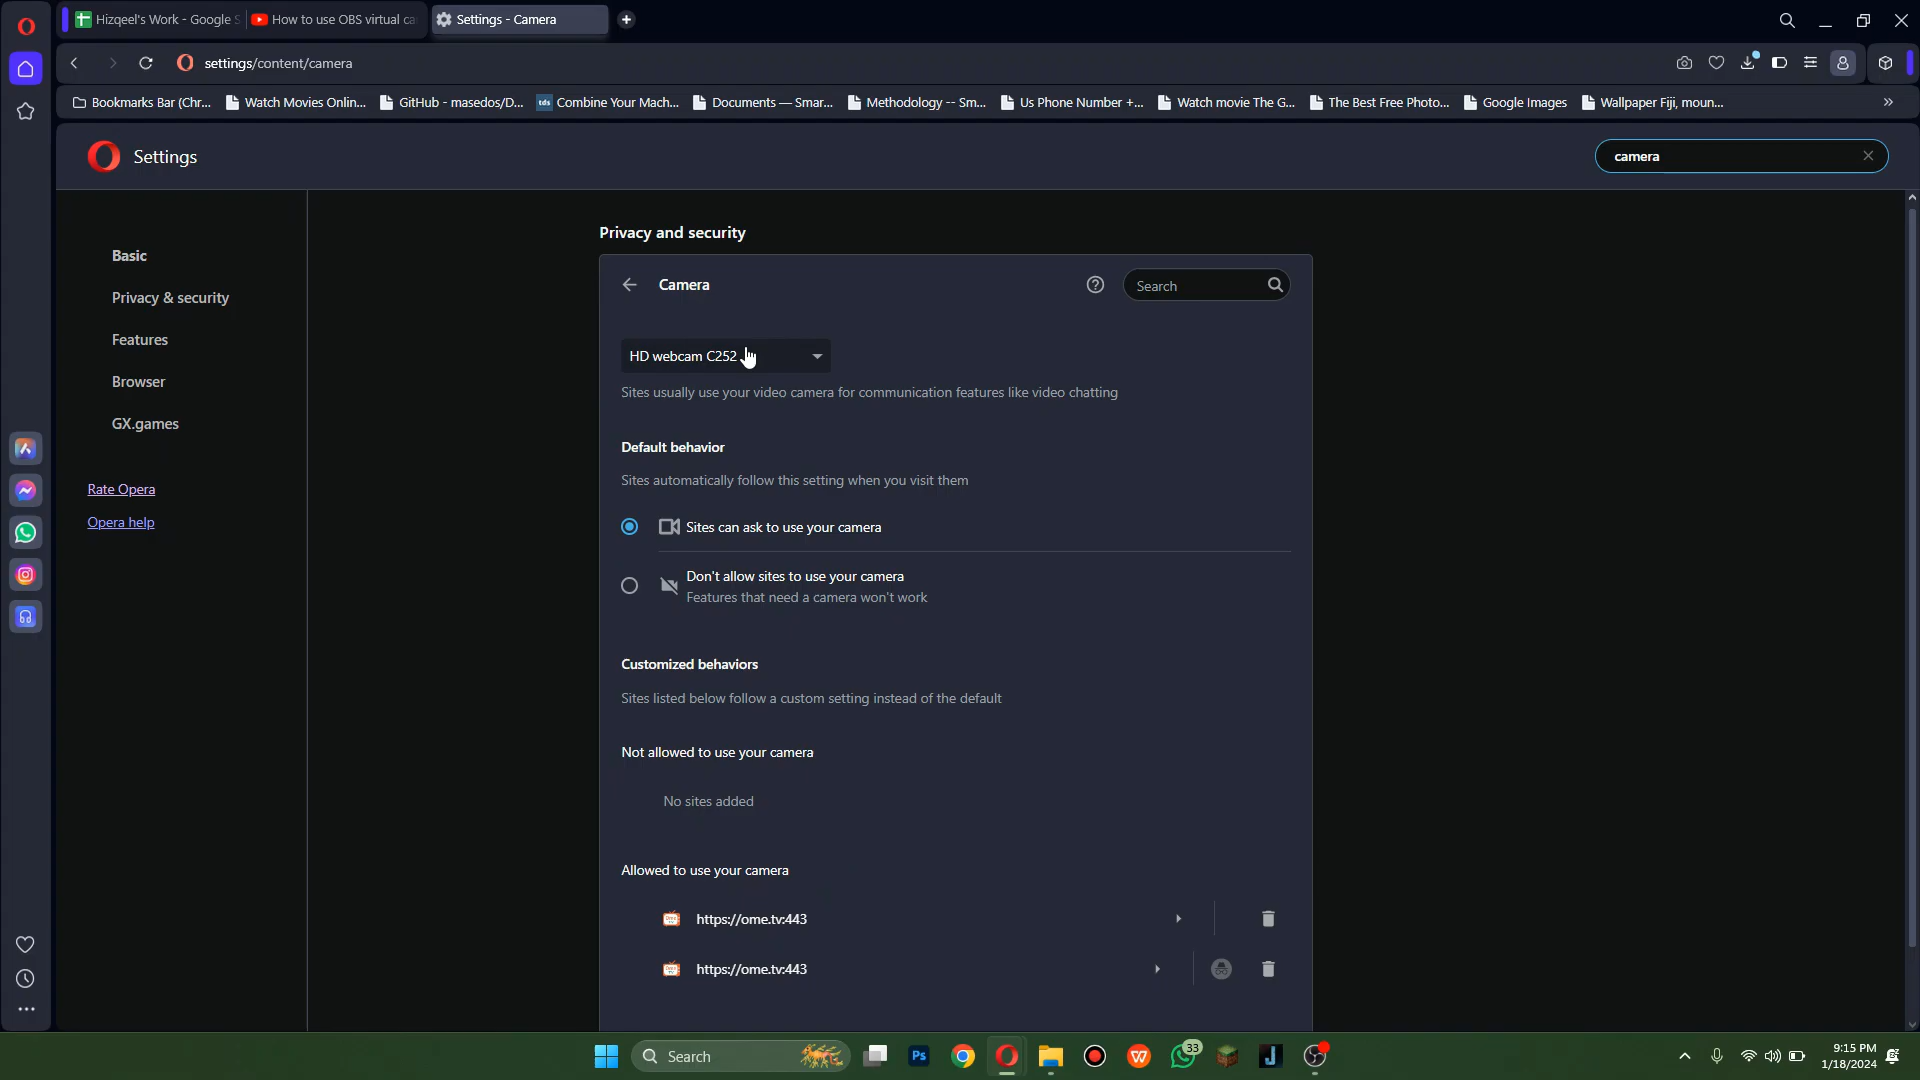 Hizqeel's Work - Google S
How to use OBS virtual ca
Settings - Camera
settings/content/camera
Bookmarks Bar (Chr...
Watch Movies Onlin...
GitHub - masedos/D...
tds Combine Your Mach...
Documents — Smar...
Methodology -- Sm...
Us Phone Number +...
Watch movie The G...
The Best Free Photo...
Google Images
Wallpaper Fiji, moun...
»
Settings
camera
Basic
Privacy & security
Features
Browser
GX.games
Rate Opera
Opera help
Privacy and security
Camera
Search
HD webcam C252
Sites usually use your video camera for communication features like video chatting
Default behavior
Sites automatically follow this setting when you visit them
Sites can ask to use your camera
Don't allow sites to use your camera
Features that need a camera won't work
Customized behaviors
Sites listed below follow a custom setting instead of the default
Not allowed to use your camera
No sites added
Allowed to use your camera
https://ome.tv:443
https://ome.tv:443
Search
Ps
W
33
J
9:15 PM
1/18/2024